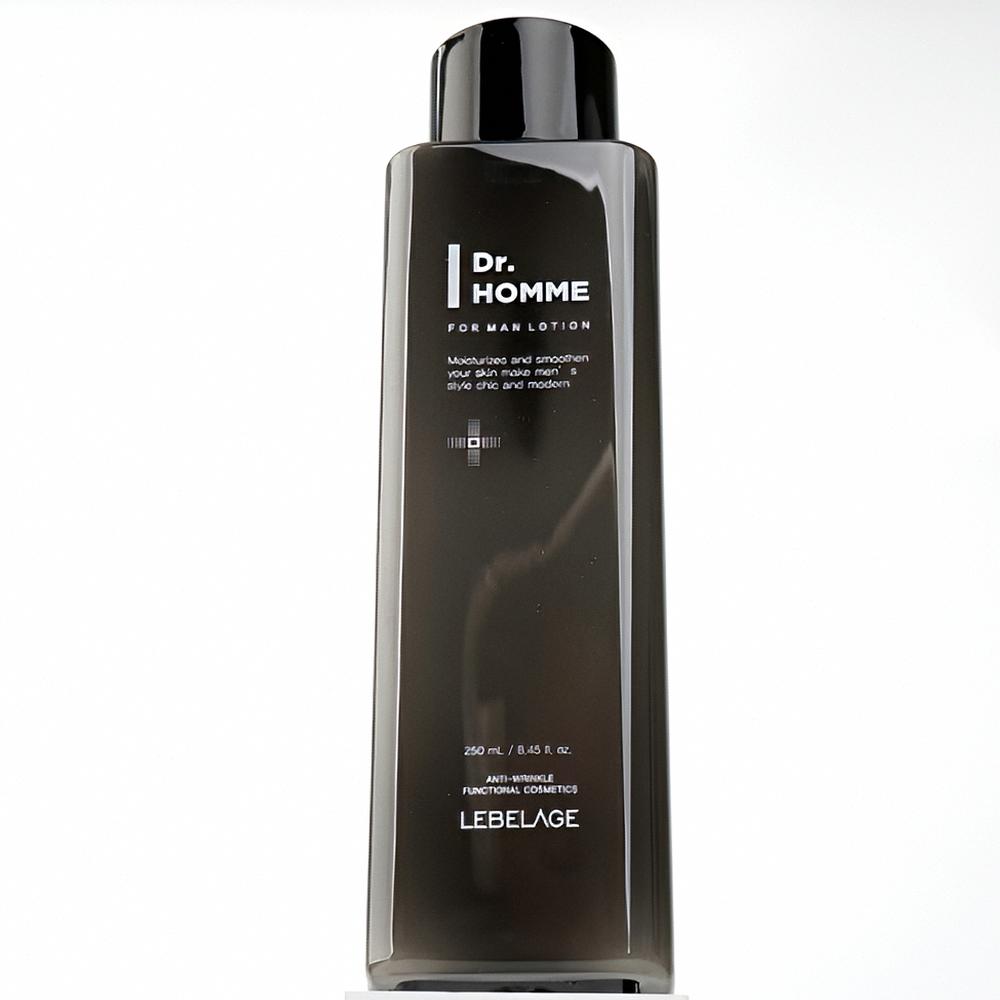 Dr.
HOMME
FOR MAN LOTION
Moisturizes and smoothen
your skin make men's
style chic and modern
250 mL / 8.45 fl. oz.
ANTI-WRINKLE
FUNCTIONAL COSMETICS
LEBELAGE